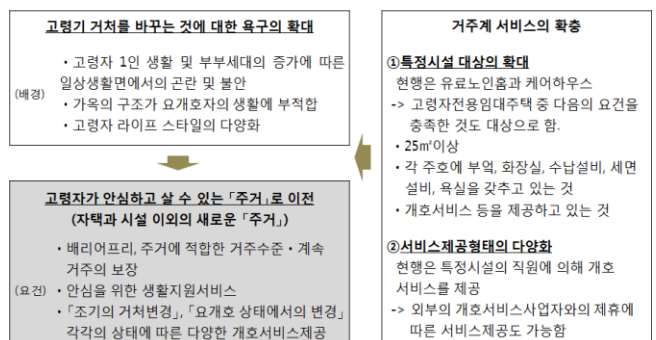 고령기 거처를 바꾸는 것에 대한 욕구의 확대
(배경)
・고령자 1인 생활 및 부부세대의 증가에 따른
일상생활면에서의 곤란 및 불안
・가옥의 구조가 요개호자의 생활에 부적합
・고령자 라이프 스타일의 다양화
고령자가 안심하고 살 수 있는 「주거」로 이전
(자택과 시설 이외의 새로운 「주거」)
(요건)
・배리어프리, 주거에 적합한 거주수준・계속
거주의 보장
・안심을 위한 생활지원서비스
・「조기의 거처변경」, 「요개호 상태에서의 변경」
각각의 상태에 따른 다양한 개호서비스제공
거주계 서비스의 확충
①특정시설 대상의 확대
현행은 유료노인홈과 케어하우스
-> 고령자전용임대주택 중 다음의 요건을
충족한 것도 대상으로 함.
・25㎡이상
・각 주호에 부엌, 화장실, 수납설비, 세면
설비, 욕실을 갖추고 있는 것
・개호서비스 등을 제공하고 있는 것
②서비스제공형태의 다양화
현행은 특정시설의 직원에 의해 개호
서비스를 제공
-> 외부의 개호서비스사업자와의 제휴에
따른 서비스제공도 가능함